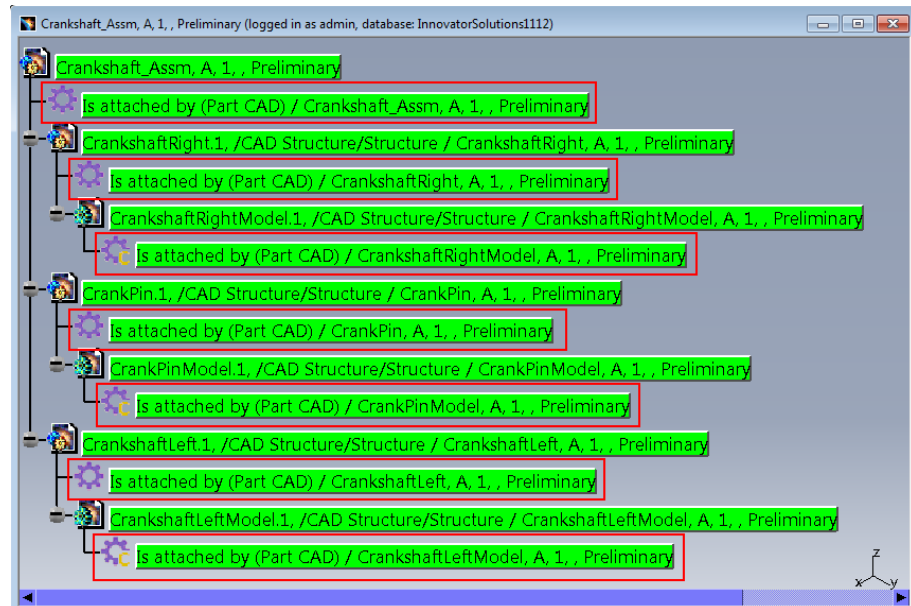 Crankshaft_Assm, A, 1, , Preliminary (logged in as admin, database: InnovatorSolutions1112)
Crankshaft_Assm, A, 1, , Preliminary
Is attached by (Part CAD) / Crankshaft_Assm, A, 1, , Preliminary
CrankshaftRight.1, /CAD Structure/Structure / CrankshaftRight, A, 1, , Preliminary
Is attached by (Part CAD) / CrankshaftRight, A, 1, , Preliminary
CrankshaftRightModel.1, /CAD Structure/Structure / CrankshaftRightModel, A, 1, , Preliminary
C Is attached by (Part CAD) / CrankshaftRightModel, A, 1, , Preliminary
CrankPin.1, /CAD Structure/Structure / CrankPin, A, 1, , Preliminary
Is attached by (Part CAD) / CrankPin, A, 1, , Preliminary
CrankPinModel.1, /CAD Structure/Structure / CrankPinModel, A, 1, , Preliminary
C Is attached by (Part CAD) / CrankPinModel, A, 1, , Preliminary
CrankshaftLeft.1, /CAD Structure/Structure / CrankshaftLeft, A, 1, , Preliminary
Is attached by (Part CAD) / CrankshaftLeft, A, 1, , Preliminary
CrankshaftLeftModel.1, /CAD Structure/Structure / CrankshaftLeftModel, A, 1, , Preliminary
C Is attached by (Part CAD) / CrankshaftLeftModel, A, 1, , Preliminary
z
x y